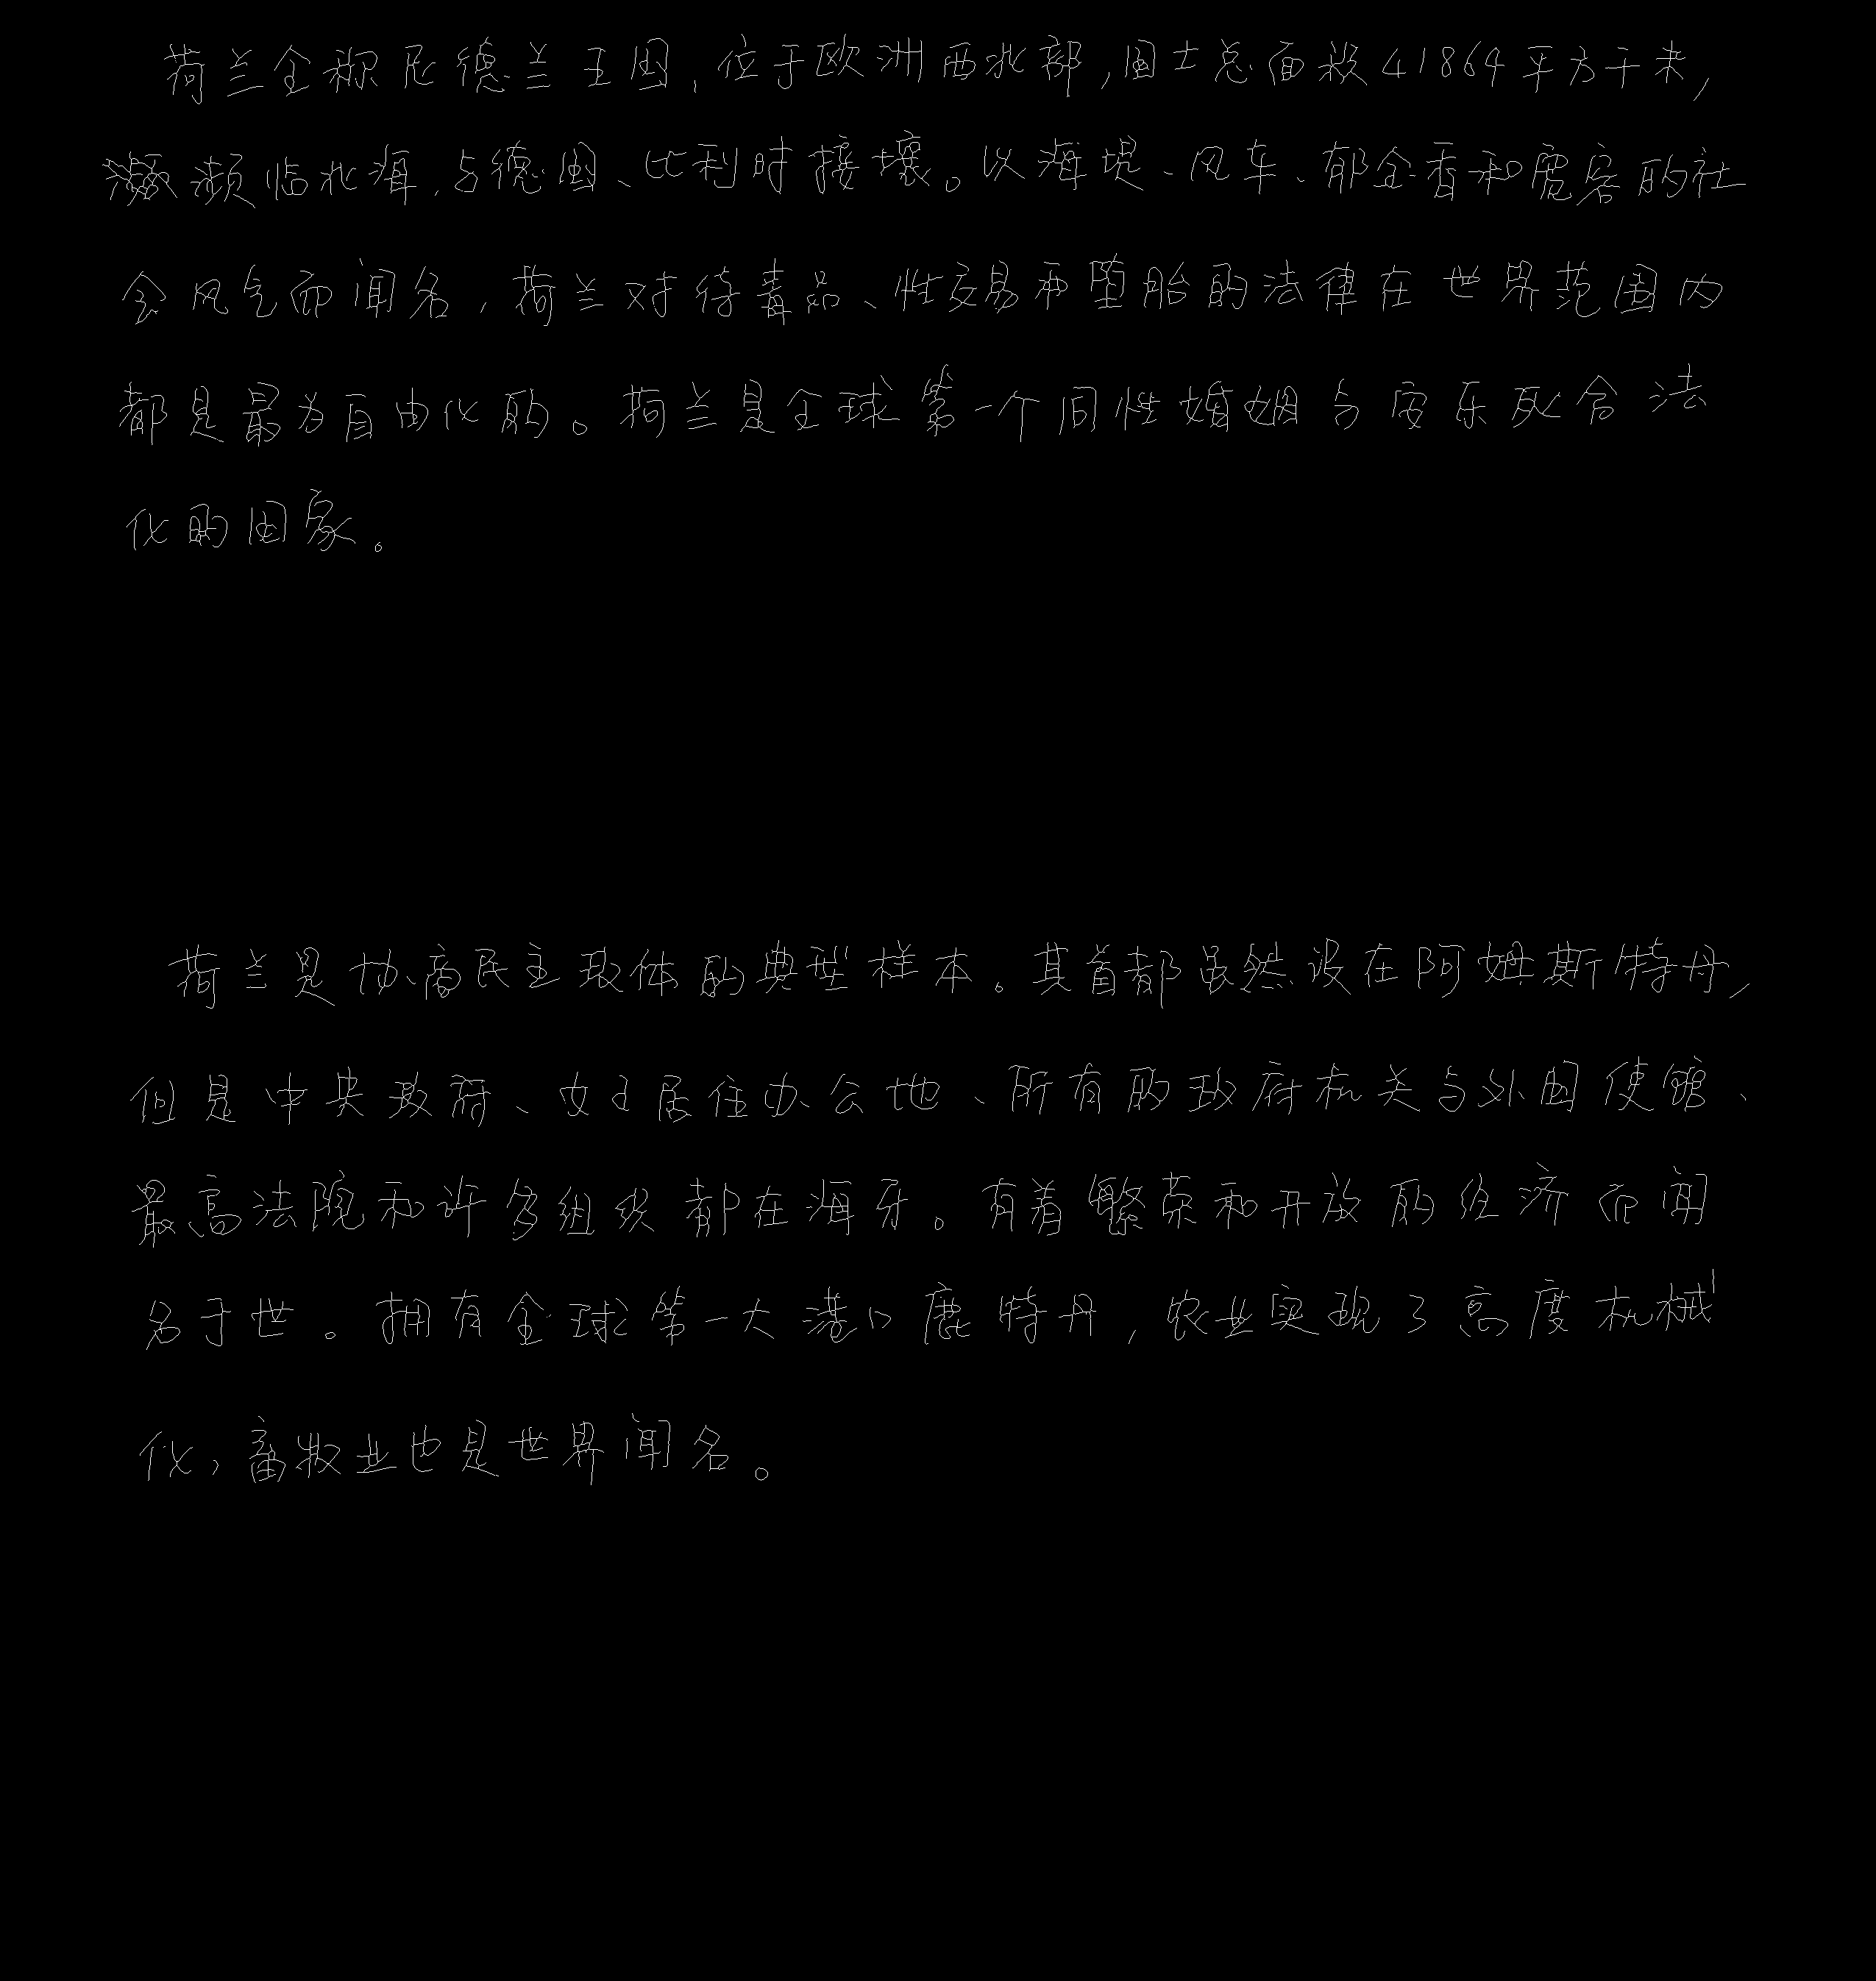 荷兰全称尼德兰王国,位于欧洲西北部,国土总面积41864平方千米,
濒临北海,与德国、比利时接壤。以海堤、风车、郁金香和宽容的社
会风气而闻名,荷兰对待毒品、性交易和堕胎的法律在世界范围内
都是最为自由化的。荷兰是全球第一个同性婚姻与安乐死合法
化的国家。
荷兰是协商民主政体的典型样本。其首都虽然设在阿姆斯特丹,
但是中央政府、女王居住办公地、所有的政府机关与外国使馆、
最高法院和许多组织都在海牙。有着繁荣和开放的经济而闻
名于世。拥有全球第一大港口鹿特丹,农业实现了高度机械
化,畜牧业也是世界闻名。